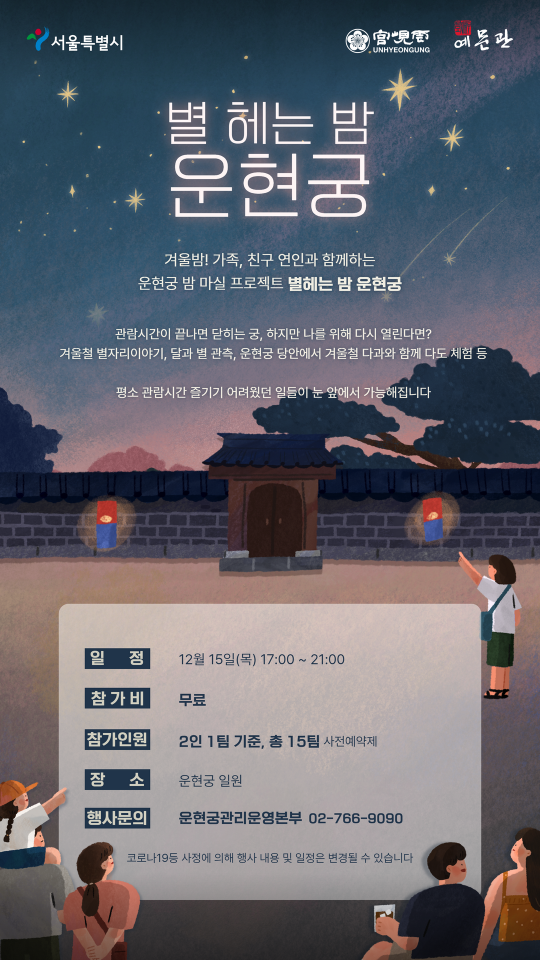 서울특별시
宮峴雲
UNHYEONGUNG
예문관
별 헤는 밤
운현궁
겨울밤! 가족, 친구 연인과 함께하는
운현궁 밤 마실 프로젝트 별헤는 밤 운현궁
관람시간이 끝나면 닫히는 궁, 하지만 나를 위해 다시 열린다면?
겨울철 별자리이야기, 달과 별 관측, 운현궁 당안에서 겨울철 다과와 함께 다도 체험 등
평소 관람시간 즐기기 어려웠던 일들이 눈 앞에서 가능해집니다
일 정 12월 15일(목) 17:00 ~ 21:00
참가비 무료
참가인원 2인 1팀 기준, 총 15팀 사전예약제
장 소 운현궁 일원
행사문의 운현궁관리운영본부 02-766-9090
코로나19등 사정에 의해 행사 내용 및 일정은 변경될 수 있습니다